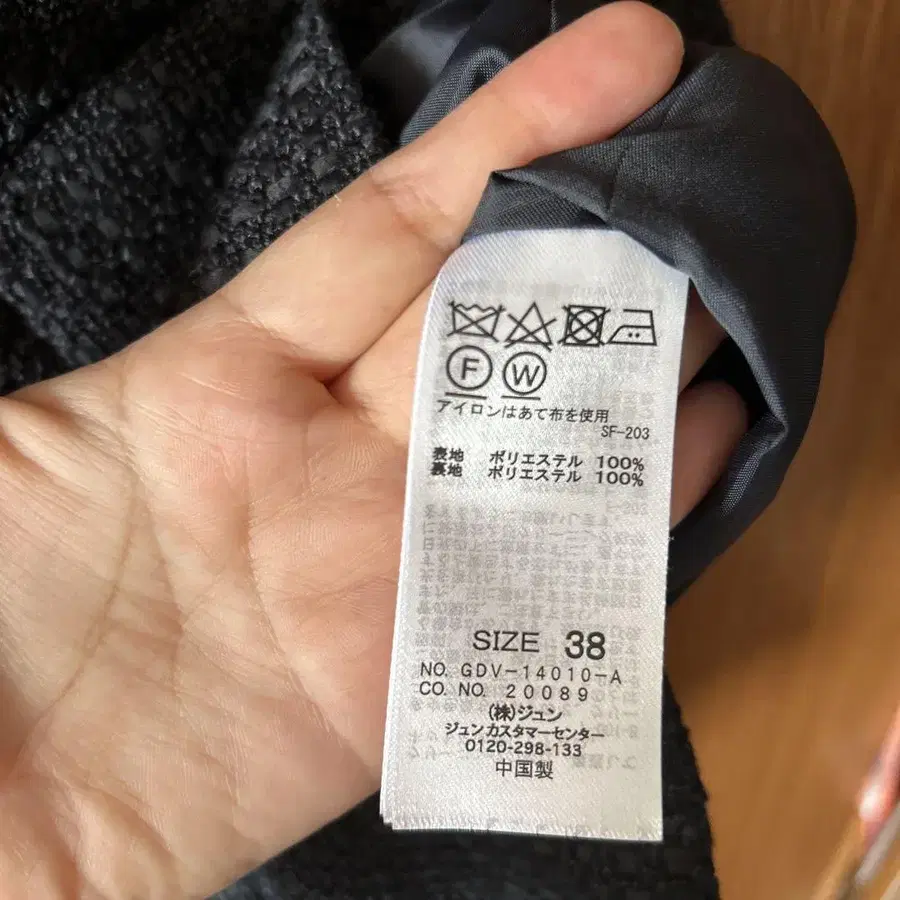 F W
アイロンはあて布を使用
SF-203
表地 ポリエステル 100%
裏地 ポリエステル 100%
SIZE 38
NO. GDV-14010-A
CO. NO. 20089
(株)ジュン
ジュンカスタマーセンター
0120-298-133
中国製